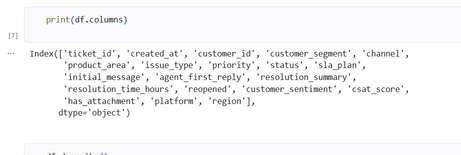 print(df.columns)
[7]
... Index(['ticket_id', 'created_at', 'customer_id', 'customer_segment', 'channel',
'product_area', 'issue_type', 'priority', 'status', 'sla_plan',
'initial_message', 'agent_first_reply', 'resolution_summary',
'resolution_time_hours', 'reopened', 'customer_sentiment', 'csat_score',
'has_attachment', 'platform', 'region'],
dtype='object')